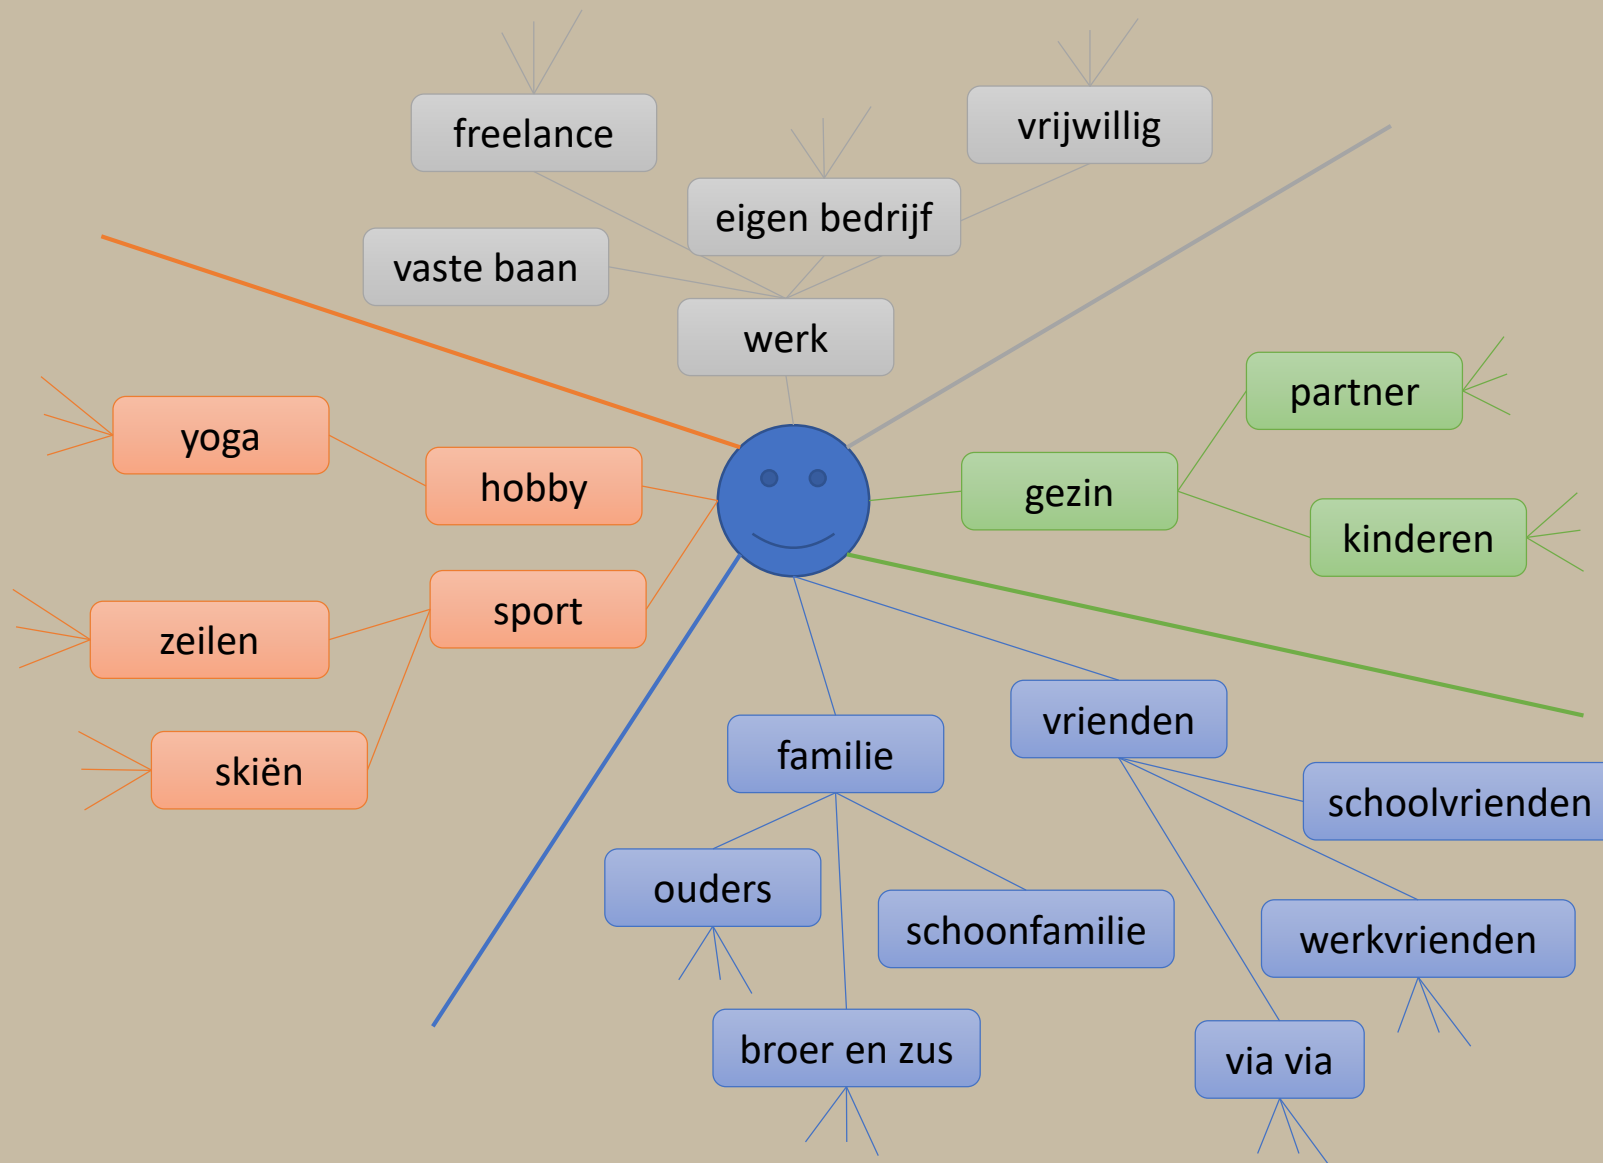 freelance
vrijwillig
eigen bedrijf
vaste baan
werk
partner
yoga
hobby
gezin
kinderen
sport
zeilen
vrienden
familie
skiën
schoolvrienden
ouders
schoonfamilie
werkvrienden
broer en zus
via via